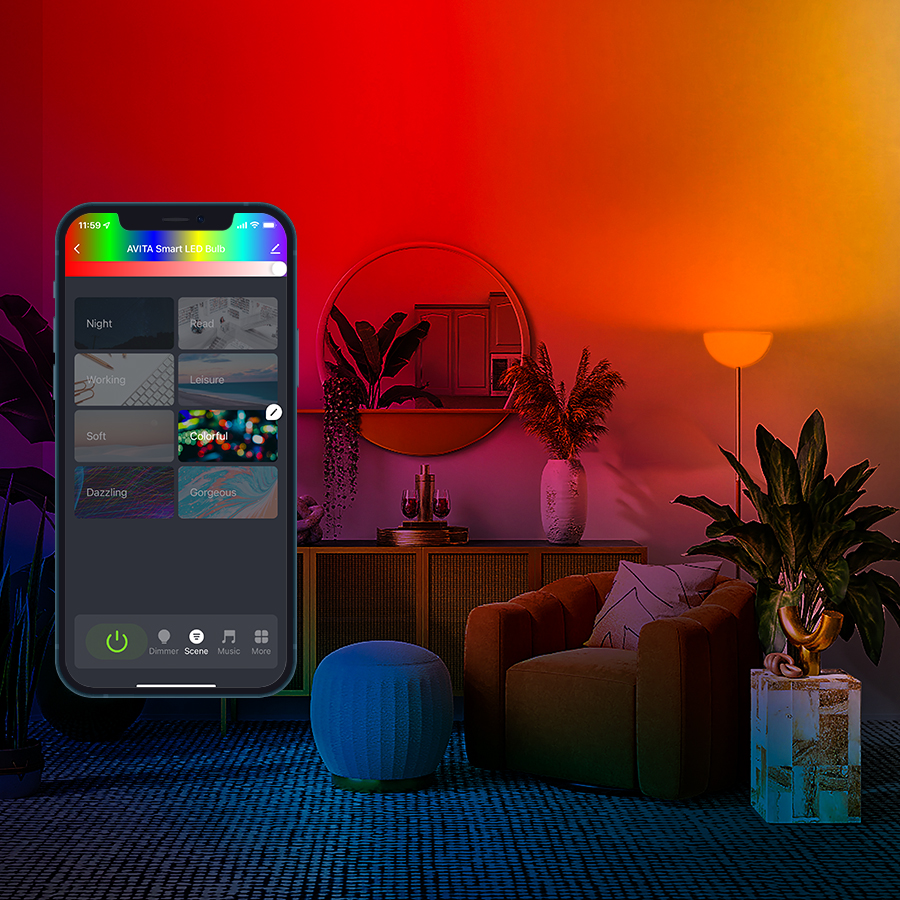 11:59
AVITA Smart LED Bulb
Night
Read
Working
Leisure
Soft
Colorful
Dazzling
Gorgeous
Dimmer
Scene
Music
More